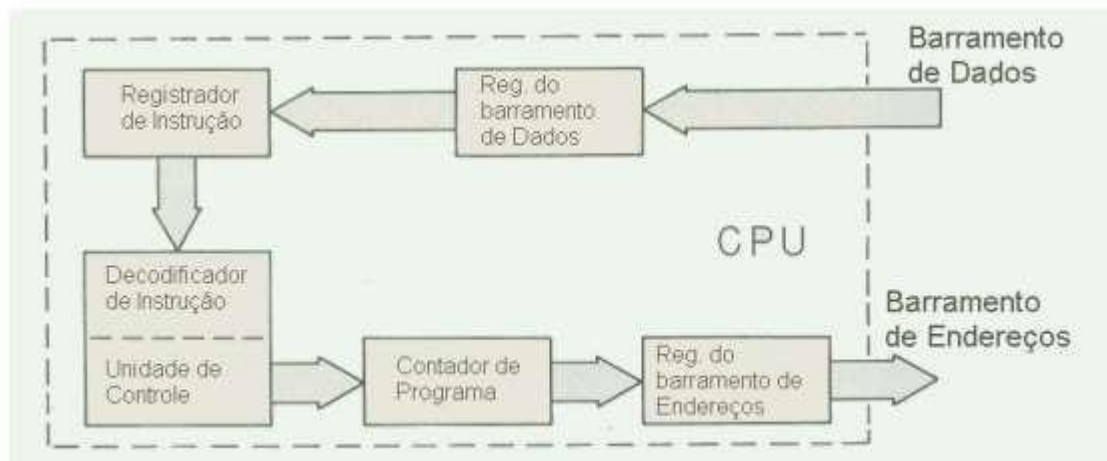 Barramento
de Dados
Registrador
de Instrução
Reg. do
barramento
de Dados
CPU
Decodificador
de Instrução
Unidade de
Controle
Contador de
Programa
Reg. do
barramento de
Endereços
Barramento
de Endereços